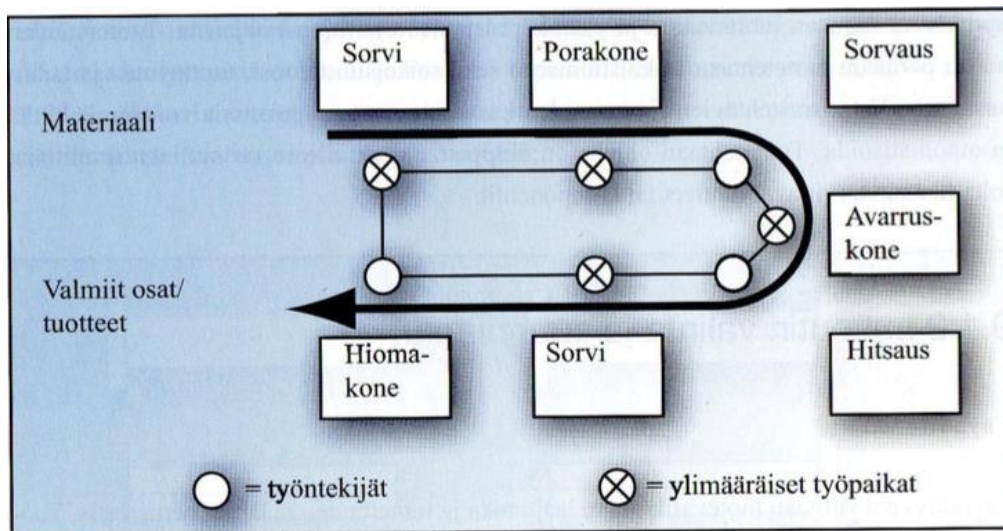 Sorvi
Porakone
Sorvaus
Materiaali
Avarrus-
kone
Valmiit osat/
tuotteet
Hioma-
kone
Sorvi
Hitsaus
= työntekijät
= ylimääräiset työpaikat